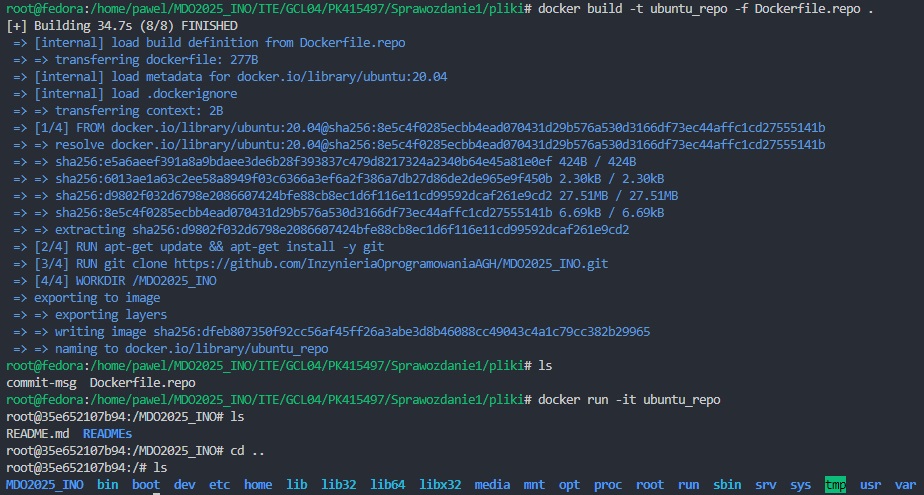 root@fedora:/home/pawel/MDO2025_INO/ITE/GCL04/PK415497/Sprawozdanie1/pliki# docker build -t ubuntu_repo -f Dockerfile.repo .
[+] Building 34.7s (8/8) FINISHED
=> [internal] load build definition from Dockerfile.repo
=> => transferring dockerfile: 277B
=> [internal] load metadata for docker.io/library/ubuntu:20.04
=> [internal] load .dockerignore
=> => transferring context: 2B
=> [1/4] FROM docker.io/library/ubuntu:20.04@sha256:8e5c4f0285ecbb4ead070431d29b576a530d3166df73ec44affc1cd27555141b
=> => resolve docker.io/library/ubuntu:20.04@sha256:8e5c4f0285ecbb4ead070431d29b576a530d3166df73ec44affc1cd27555141b
=> => sha256:e5a6aeef391a8a9bdaee3de6b28f393837c479d8217324a2340b64e45a81e0ef 424B / 424B
=> => sha256:6013ae1a63c2ee58a8949f03c6366a3ef6a2f386a7db27d86de2de965e9f450b 2.30kB / 2.30kB
=> => sha256:d9802f032d6798e2086607424bfe88cb8ec1d6f116e11cd99592dcaf261e9cd2 27.51MB / 27.51MB
=> => sha256:8e5c4f0285ecbb4ead070431d29b576a530d3166df73ec44affc1cd27555141b 6.69kB / 6.69kB
=> => extracting sha256:d9802f032d6798e2086607424bfe88cb8ec1d6f116e11cd99592dcaf261e9cd2
=> [2/4] RUN apt-get update && apt-get install -y git
=> [3/4] RUN git clone https://github.com/InzynieriaOprogramowaniaAGH/MDO2025_INO.git
=> [4/4] WORKDIR /MDO2025_INO
=> exporting to image
=> => exporting layers
=> => writing image sha256:dfeb807350f92cc56af45ff26a3abe3d8b46088cc49043c4a1c79cc382b29965
=> => naming to docker.io/library/ubuntu_repo
root@fedora:/home/pawel/MDO2025_INO/ITE/GCL04/PK415497/Sprawozdanie1/pliki# ls
commit-msg  Dockerfile.repo
root@fedora:/home/pawel/MDO2025_INO/ITE/GCL04/PK415497/Sprawozdanie1/pliki# docker run -it ubuntu_repo
root@35e652107b94:/MDO2025_INO# ls
README.md  READMEs
root@35e652107b94:/MDO2025_INO# cd ..
root@35e652107b94:/# ls
MDO2025_INO  bin  boot  dev  etc  home  lib  lib32  lib64  libx32  media  mnt  opt  proc  root  run  sbin  srv  sys  tmp  usr  var